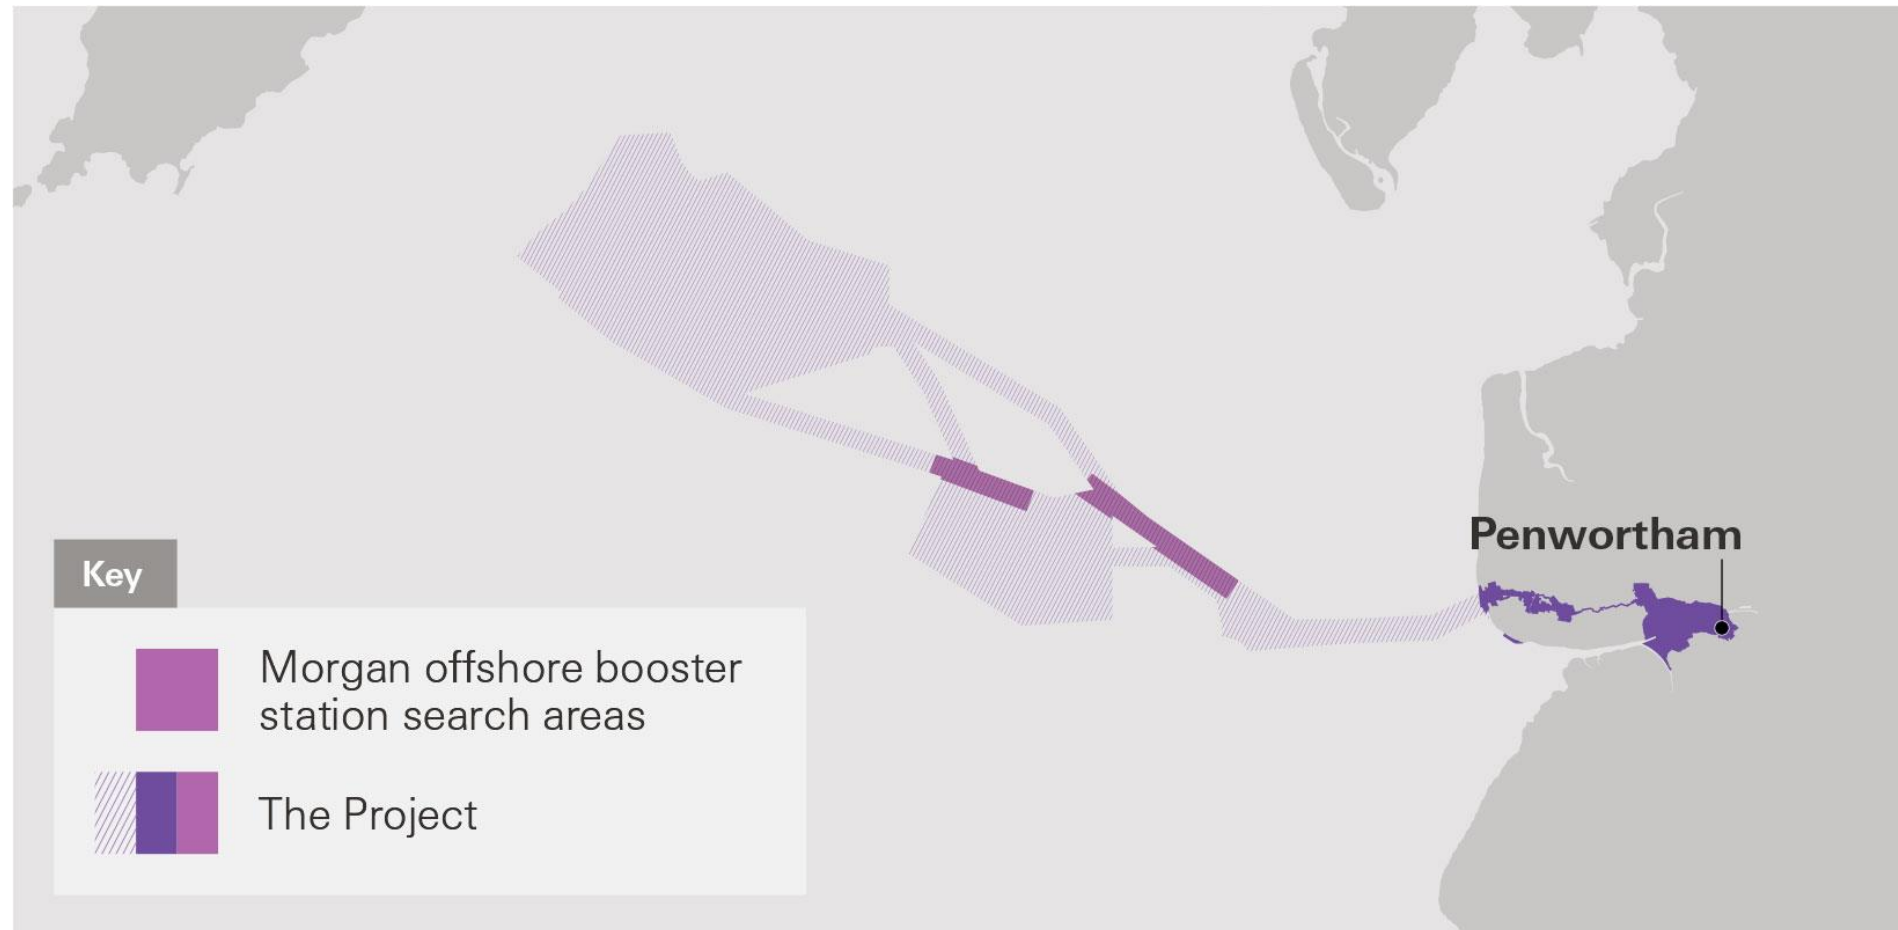 Penwortham
Key
Morgan offshore booster
station search areas
The Project